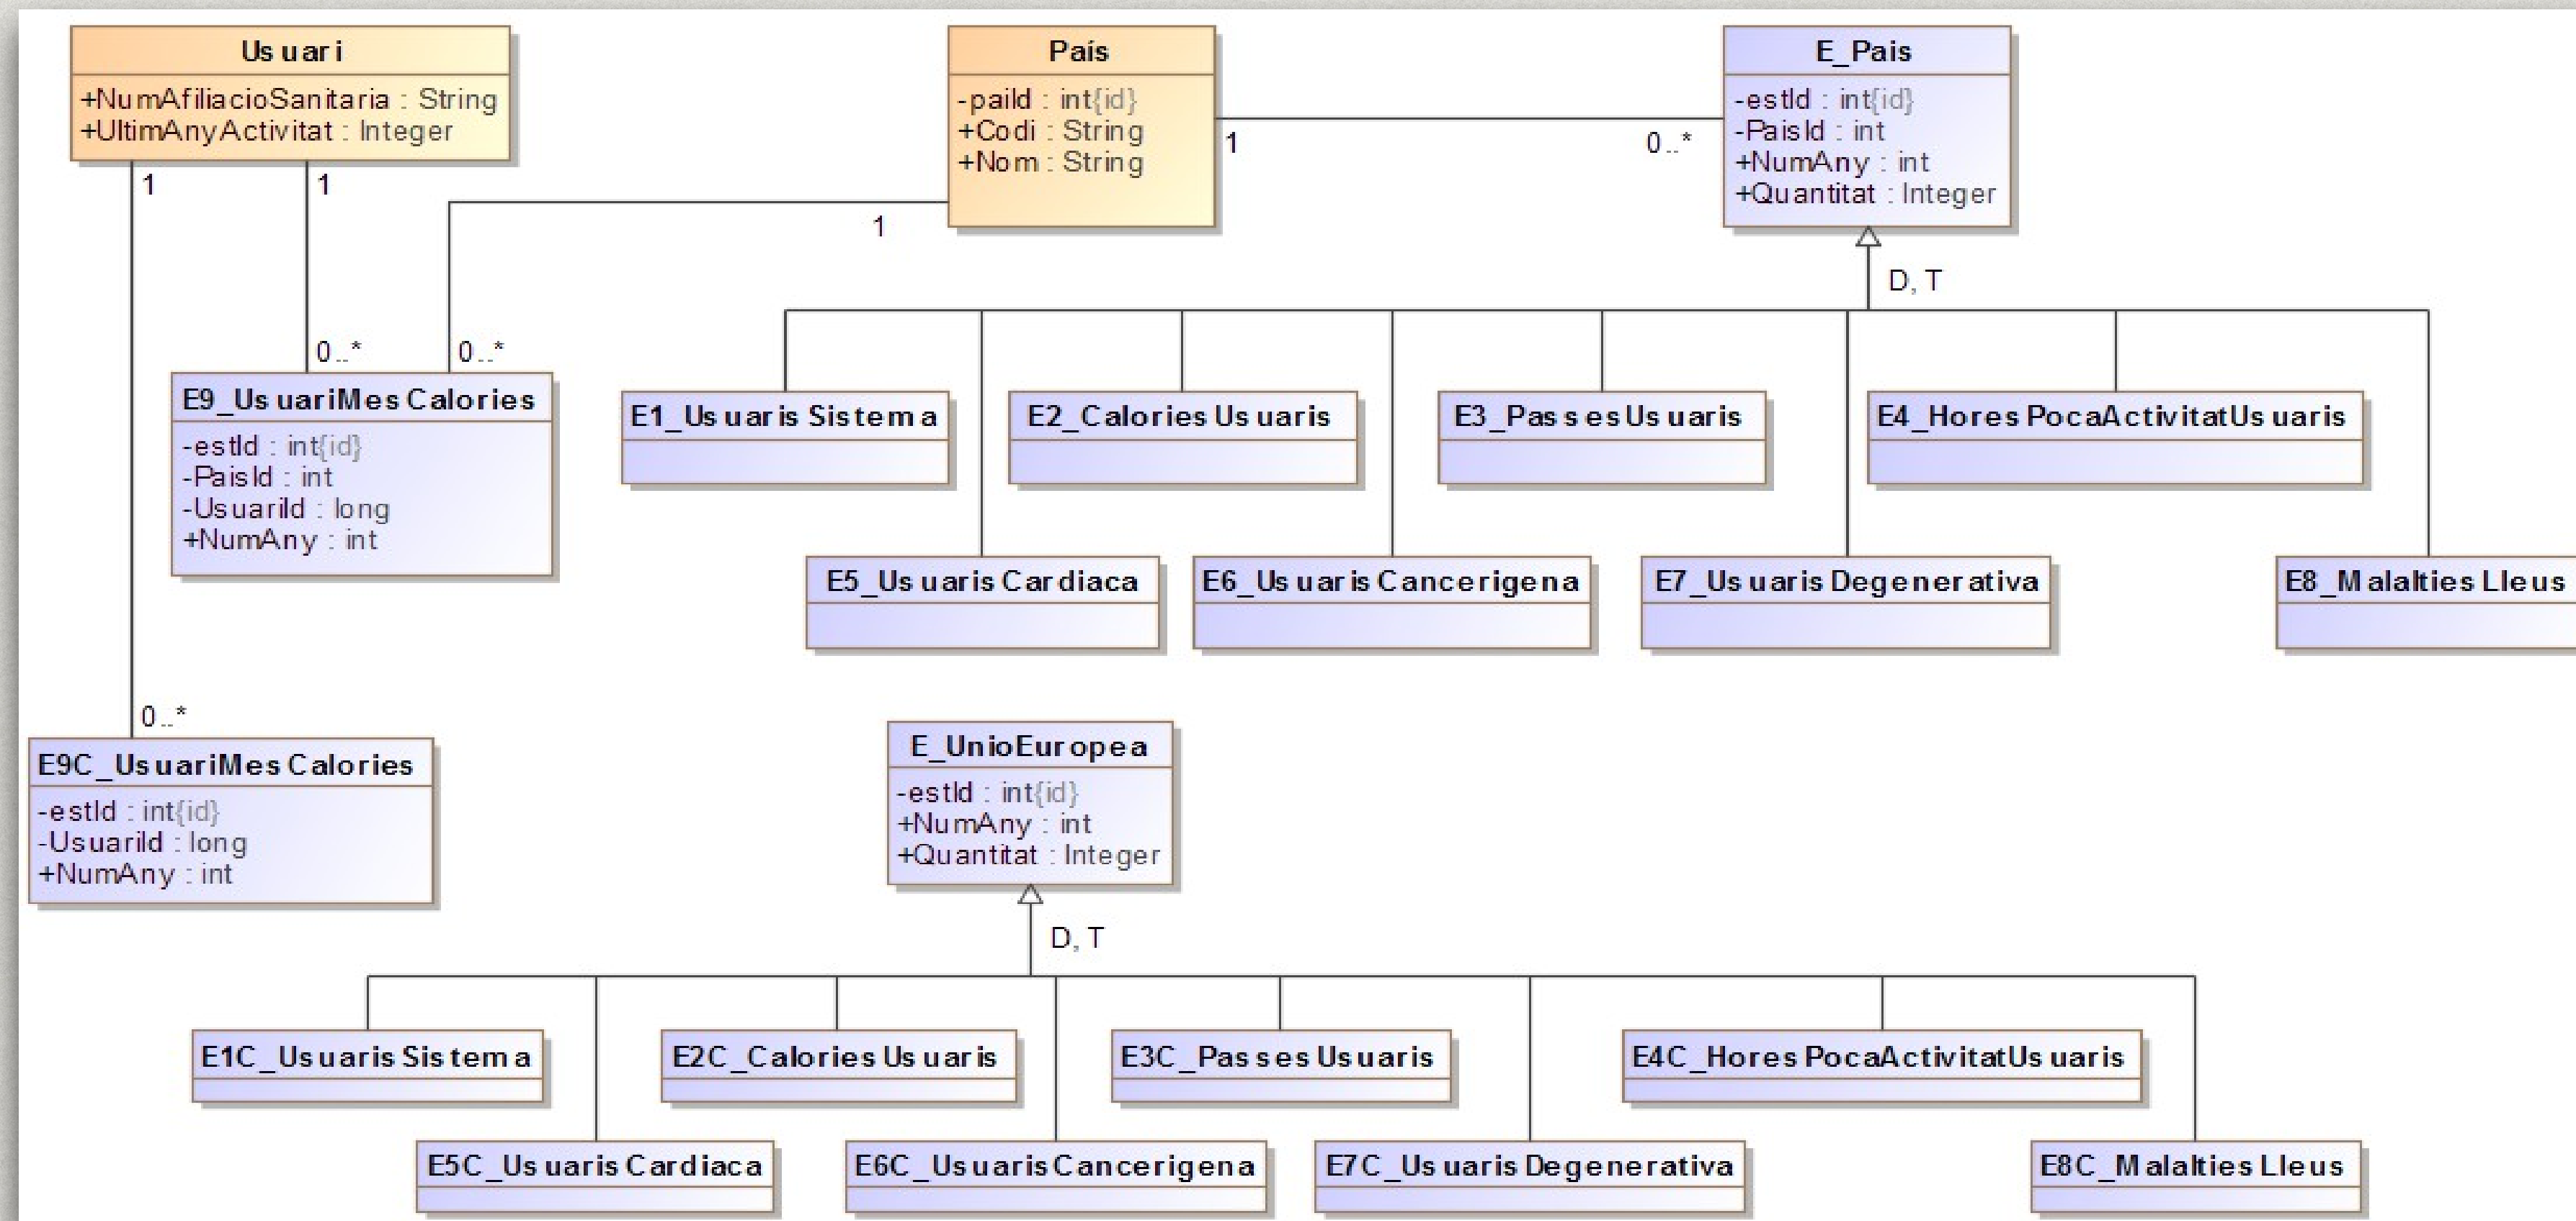 Usuari
+NumAfiliacioSanitaria : String
+UltimAnyActivitat : Integer
País
-paiId : int{id}
+Codi : String
+Nom : String
E_Pais
-estId : int{id}
-PaisId : int
+NumAny : int
+Quantitat : Integer
1
1
1
1
0..*
D, T
0..*
0..*
E9_UsuariMesCalories
-estId : int{id}
-PaisId : int
-UsuariId : long
+NumAny : int
E1_UsuarisSistema
E2_CaloriesUsuaris
E3_PassesUsuaris
E4_HoresPocaActivitatUsuaris
E5_UsuarisCardiaca
E6_UsuarisCancerigena
E7_UsuarisDegenerativa
E8_MalaltiesLleus
0..*
E9C_UsuariMesCalories
-estId : int{id}
-UsuariId : long
+NumAny : int
E_UnioEuropea
-estId : int{id}
+NumAny : int
+Quantitat : Integer
D, T
E1C_UsuarisSistema
E2C_CaloriesUsuaris
E3C_PassesUsuaris
E4C_HoresPocaActivitatUsuaris
E5C_UsuarisCardiaca
E6C_UsuarisCancerigena
E7C_UsuarisDegenerativa
E8C_MalaltiesLleus